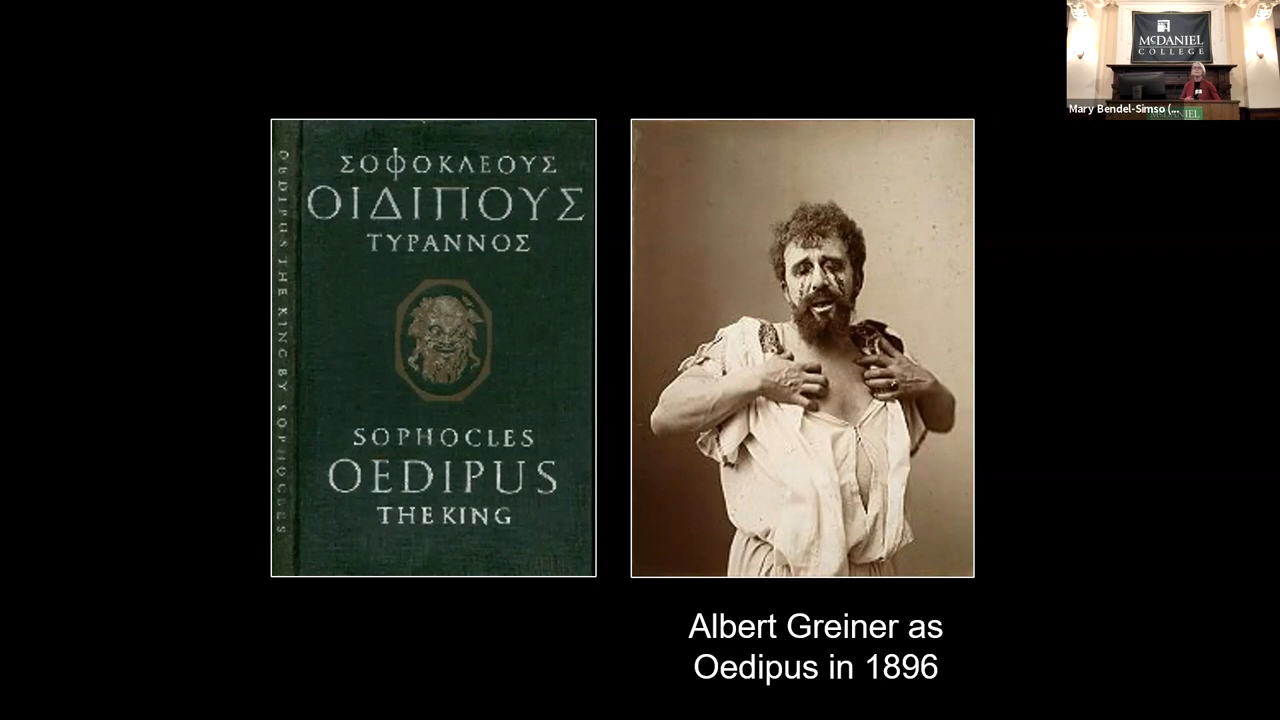 ΣΟΦΟΚΛΕΟΥΣ
ΟΙΔΙΠΟΥΣ
ΤΥΡΑΝΝΟΣ
SOPHOCLES
OEDIPUS
THE KING
OEDIPUS THE KING BY SOPHOCLES
Albert Greiner as
Oedipus in 1896
McDANIEL
COLLEGE
Mary Bendel-Simso (...